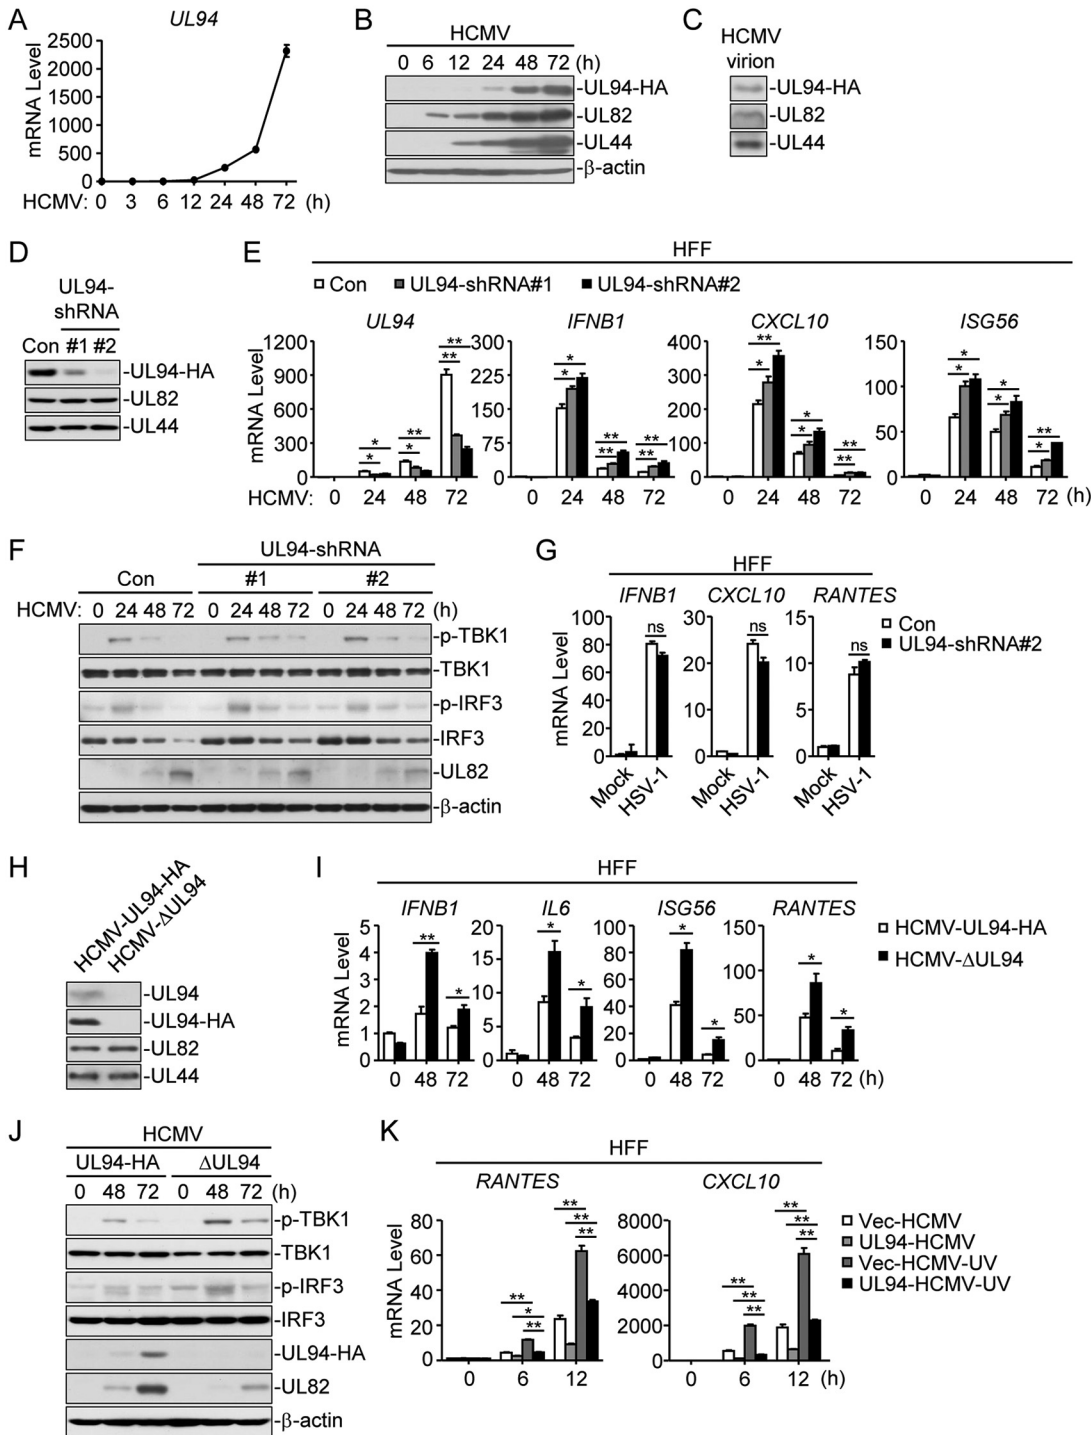 A
UL94
mRNA Level
2500
2000
1500
1000
500
0
HCMV: 0 3 6 12 24 48 72 (h)
B
HCMV
0 6 12 24 48 72 (h)
-UL94-HA
-UL82
-UL44
-β-actin
C
HCMV
virion
-UL94-HA
-UL82
-UL44
D
UL94-
shRNA
Con #1 #2
-UL94-HA
-UL82
-UL44
E
HFF
Con UL94-shRNA#1 UL94-shRNA#2
UL94 IFNB1 CXCL10 ISG56
mRNA Level
1200
900
600
300
0
* * * ** ** **
300
225
150
75
0
* * ** ** ** **
400
300
200
100
0
* ** * * ** **
150
100
50
0
* * * * * **
HCMV: 0 24 48 72 0 24 48 72 0 24 48 72 0 24 48 72 (h)
F
UL94-shRNA
Con #1 #2
HCMV: 0 24 48 72 0 24 48 72 0 24 48 72 (h)
-p-TBK1
-TBK1
-p-IRF3
-IRF3
-UL82
-β-actin
G
HFF
IFNB1 CXCL10 RANTES
Con
UL94-shRNA#2
mRNA Level
100
80
60
40
20
0
ns
30
20
10
0
ns
15
10
5
0
ns
Mock HSV-1 Mock HSV-1 Mock HSV-1
H
HCMV-UL94-HA
HCMV-ΔUL94
-UL94
-UL94-HA
-UL82
-UL44
I
HFF
IFNB1 IL6 ISG56 RANTES
HCMV-UL94-HA
HCMV-ΔUL94
mRNA Level
5
4
3
2
1
0
** *
20
15
10
5
0
* *
100
80
60
40
20
0
* *
150
100
50
0
* *
0 48 72 0 48 72 0 48 72 0 48 72 (h)
J
HCMV
UL94-HA ΔUL94
0 48 72 0 48 72 (h)
-p-TBK1
-TBK1
-p-IRF3
-IRF3
-UL94-HA
-UL82
-β-actin
K
HFF
RANTES CXCL10
Vec-HCMV
UL94-HCMV
Vec-HCMV-UV
UL94-HCMV-UV
mRNA Level
80
60
40
20
0
** * ** ** ** **
8000
6000
4000
2000
0
** ** ** ** ** **
0 6 12 0 6 12 (h)